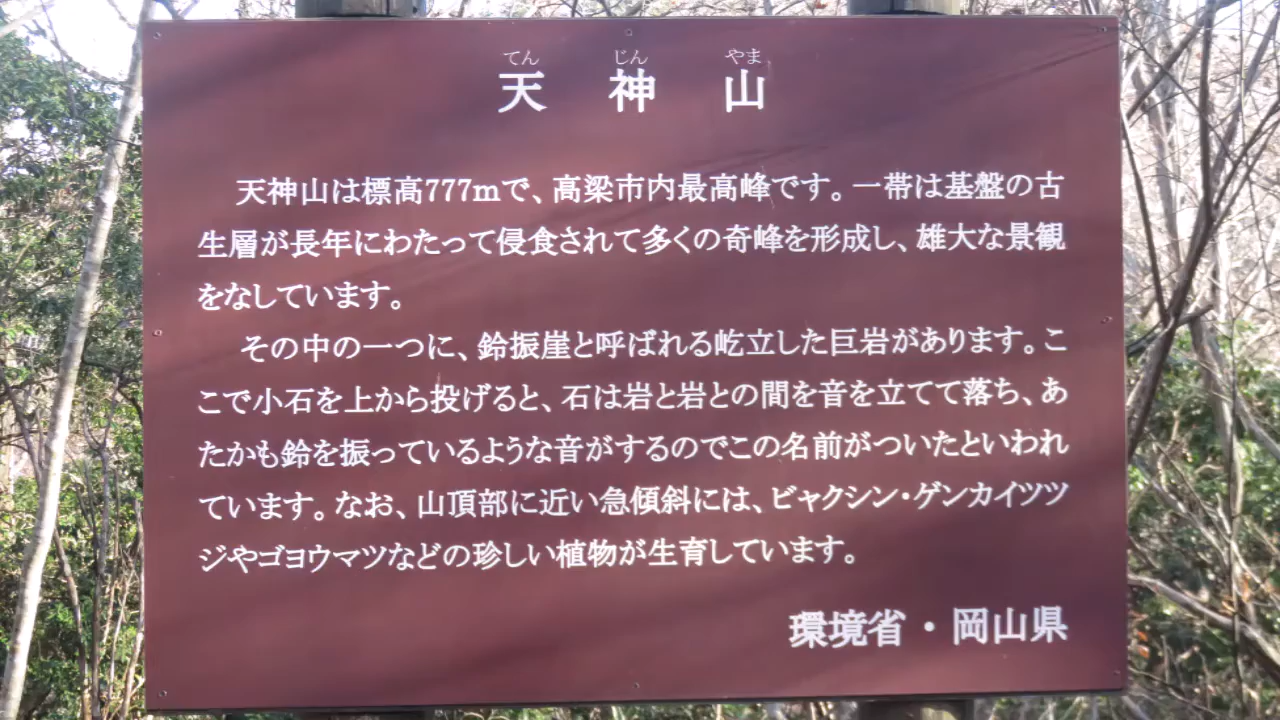 てん じん やま
天神山
天神山は標高777mで、高梁市内最高峰です。一帯は基盤の古
生層が長年にわたって侵食されて多くの奇峰を形成し、雄大な景観
をなしています。
その中の一つに、鈴振崖と呼ばれる屹立した巨岩があります。こ
こで小石を上から投げると、石は岩と岩との間を音を立てて落ち、あ
たかも鈴を振っているような音がするのでこの名前がついたといわれ
ています。なお、山頂部に近い急傾斜には、ビャクシン・ゲンカイツツ
ジやゴヨウマツなどの珍しい植物が生育しています。
環境省・岡山県